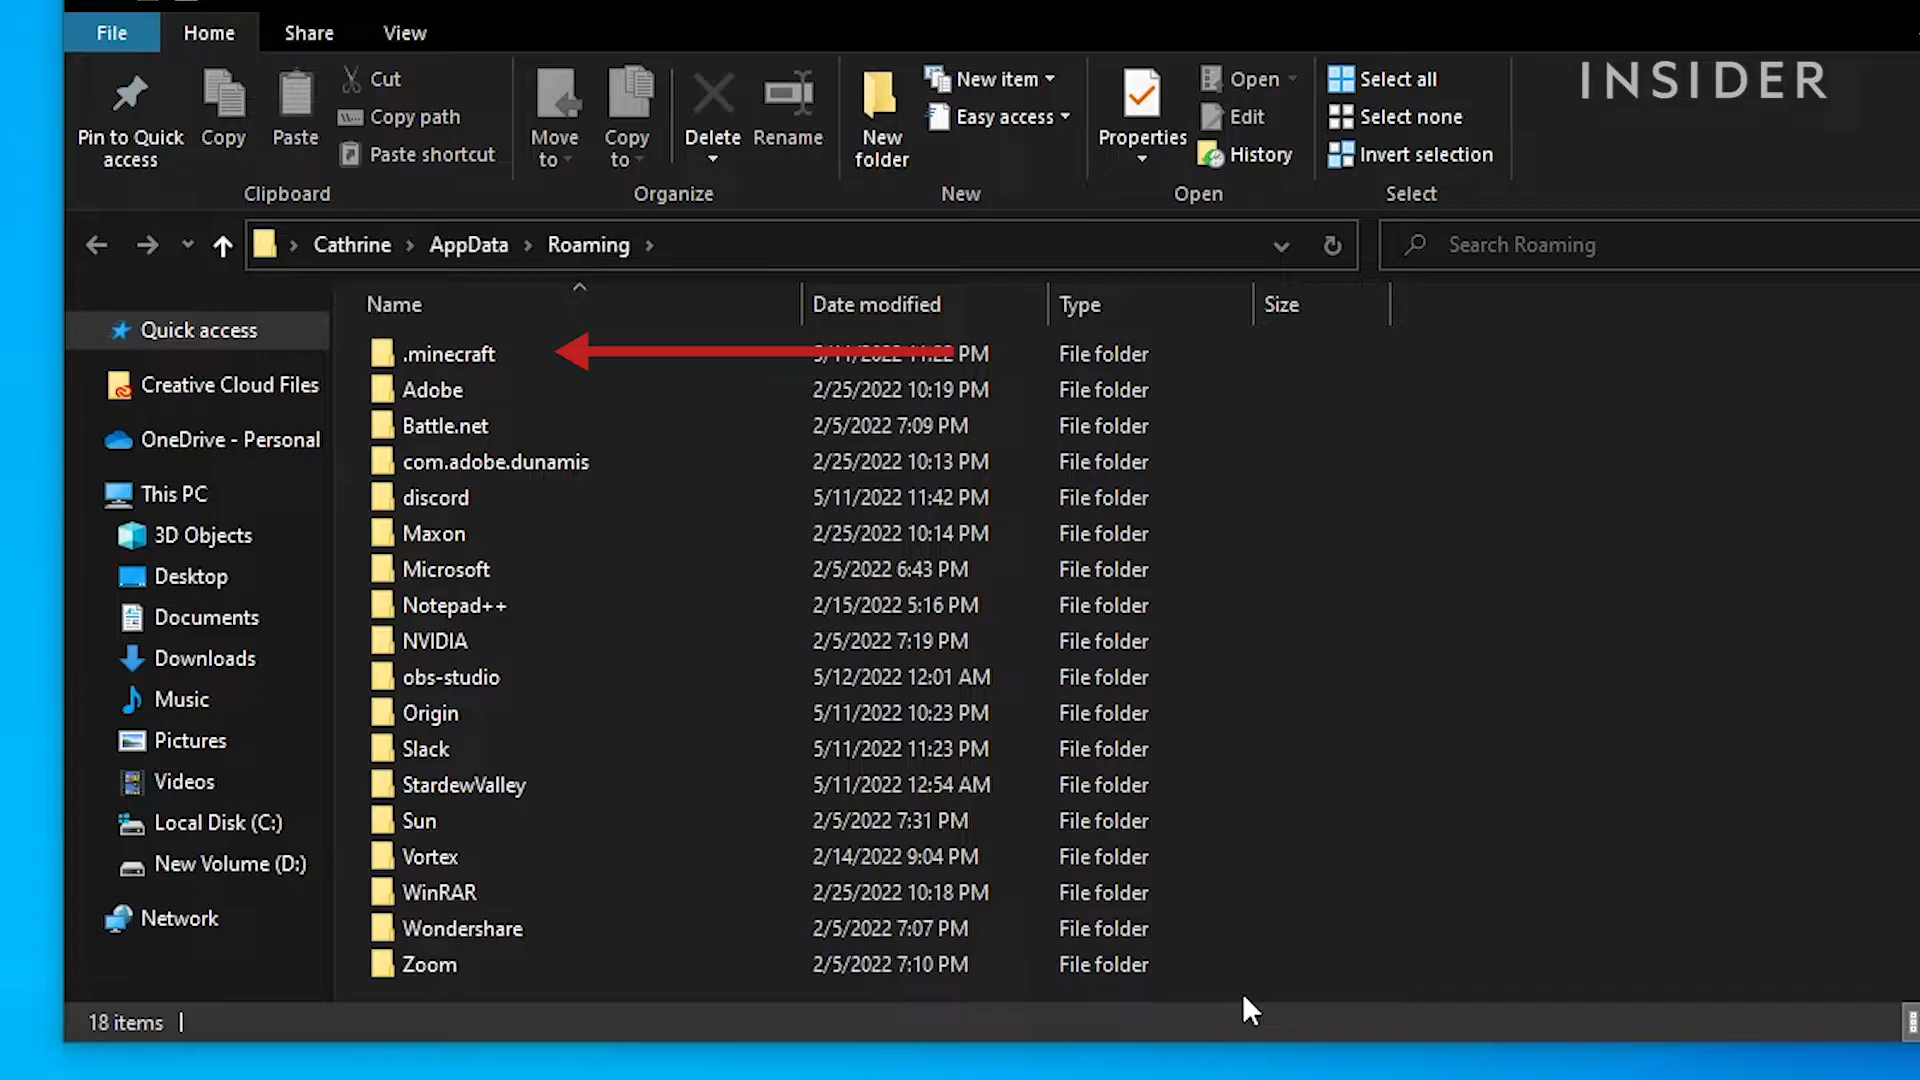 File Home Share View
INSIDER
Pin to Quick access
Copy
Paste
Cut
Copy path
Paste shortcut
Clipboard
Move to
Copy to
Delete
Rename
Organize
New folder
New item
Easy access
New
Properties
Open
Edit
History
Open
Select all
Select none
Invert selection
Select
Cathrine > AppData > Roaming >
Search Roaming
Quick access
Creative Cloud Files
OneDrive - Personal
This PC
3D Objects
Desktop
Documents
Downloads
Music
Pictures
Videos
Local Disk (C:)
New Volume (D:)
Network
Name Date modified Type Size
.minecraft PM File folder
Adobe 2/25/2022 10:19 PM File folder
Battle.net 2/5/2022 7:09 PM File folder
com.adobe.dunamis 2/25/2022 10:13 PM File folder
discord 5/11/2022 11:42 PM File folder
Maxon 2/25/2022 10:14 PM File folder
Microsoft 2/5/2022 6:43 PM File folder
Notepad++ 2/15/2022 5:16 PM File folder
NVIDIA 2/5/2022 7:19 PM File folder
obs-studio 5/12/2022 12:01 AM File folder
Origin 5/11/2022 10:23 PM File folder
Slack 5/11/2022 11:23 PM File folder
StardewValley 5/11/2022 12:54 AM File folder
Sun 2/5/2022 7:31 PM File folder
Vortex 2/14/2022 9:04 PM File folder
WinRAR 2/25/2022 10:18 PM File folder
Wondershare 2/5/2022 7:07 PM File folder
Zoom 2/5/2022 7:10 PM File folder
18 items